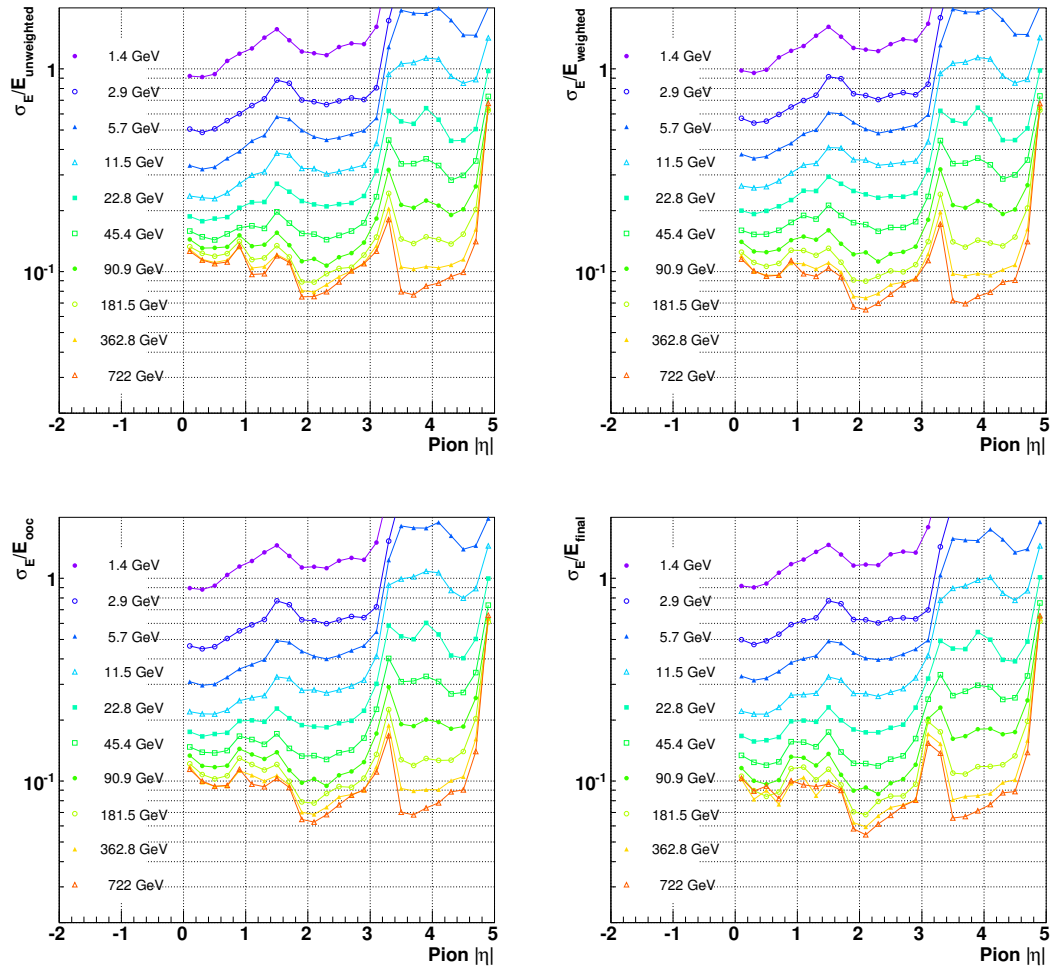 σE/Eunweighted
1
10⁻¹
1.4 GeV
2.9 GeV
5.7 GeV
11.5 GeV
22.8 GeV
45.4 GeV
90.9 GeV
181.5 GeV
362.8 GeV
722 GeV
-2 -1 0 1 2 3 4 5
Pion |η|
σE/Eweighted
1
10⁻¹
1.4 GeV
2.9 GeV
5.7 GeV
11.5 GeV
22.8 GeV
45.4 GeV
90.9 GeV
181.5 GeV
362.8 GeV
722 GeV
-2 -1 0 1 2 3 4 5
Pion |η|
σE/Eooc
1
10⁻¹
1.4 GeV
2.9 GeV
5.7 GeV
11.5 GeV
22.8 GeV
45.4 GeV
90.9 GeV
181.5 GeV
362.8 GeV
722 GeV
-2 -1 0 1 2 3 4 5
Pion |η|
σE/Efinal
1
10⁻¹
1.4 GeV
2.9 GeV
5.7 GeV
11.5 GeV
22.8 GeV
45.4 GeV
90.9 GeV
181.5 GeV
362.8 GeV
722 GeV
-2 -1 0 1 2 3 4 5
Pion |η|